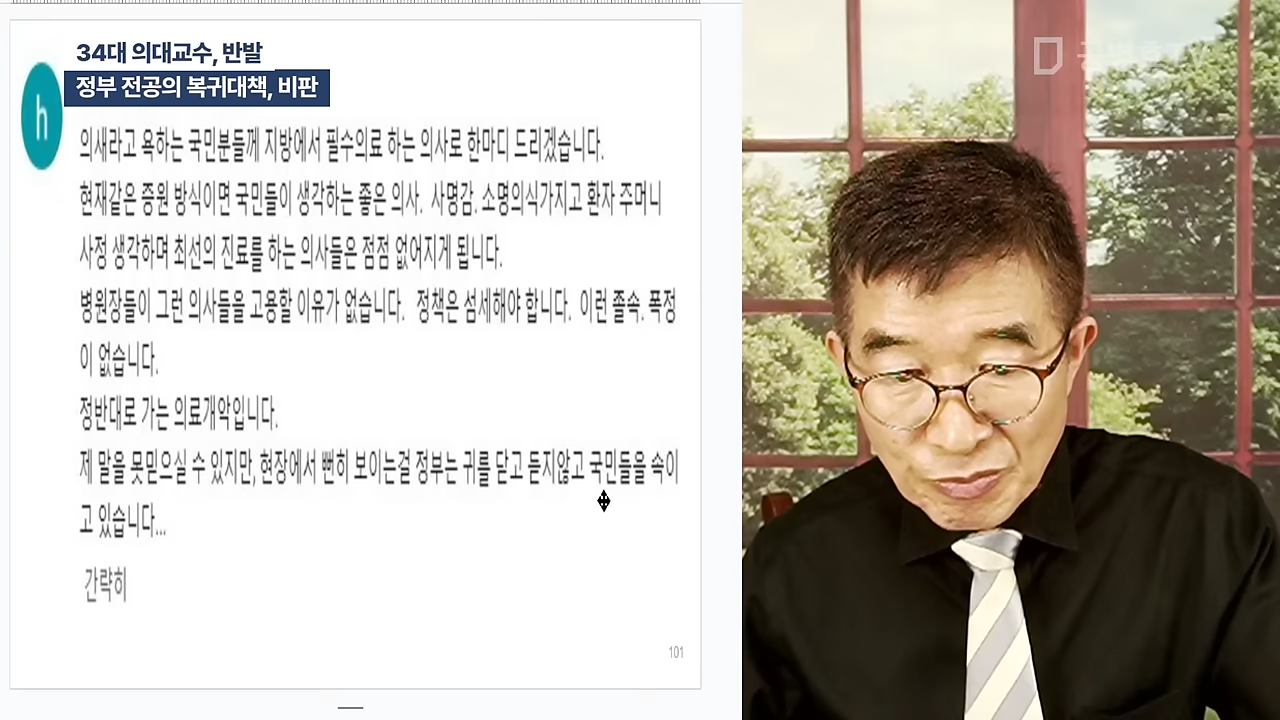 34대 의대교수, 반발
정부 전공의 복귀대책, 비판
h
의새라고 욕하는 국민분들께 지방에서 필수의료 하는 의사로 한마디 드리겠습니다.
현재같은 증원 방식이면 국민들이 생각하는 좋은 의사. 사명감. 소명의식가지고 환자 주머니
사정 생각하며 최선의 진료를 하는 의사들은 점점 없어지게 됩니다.
병원장들이 그런 의사들을 고용할 이유가 없습니다. 정책은 섬세해야 합니다. 이런 졸속. 폭정
이 없습니다.
정반대로 가는 의료개악입니다.
제 말을 못믿으실 수 있지만, 현장에서 뻔히 보이는걸 정부는 귀를 닫고 듣지않고 국민들을 속이
고 있습니다...
간략히
101